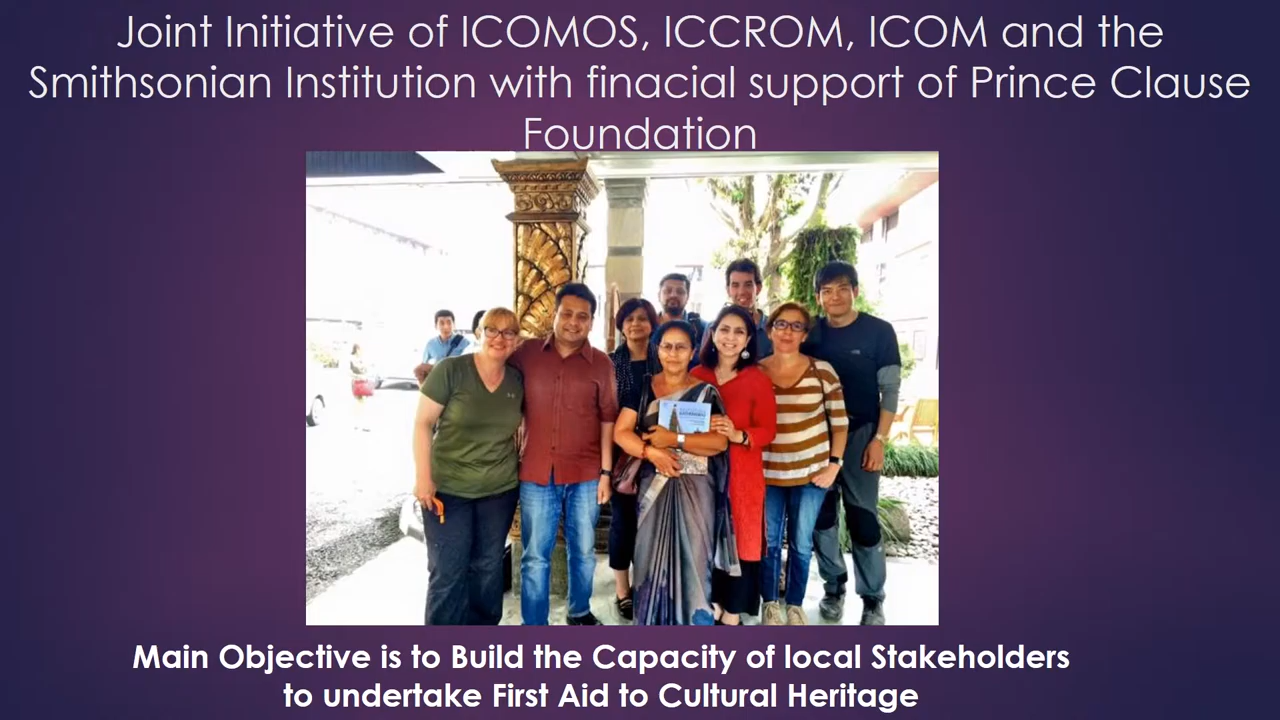 Joint Initiative of ICOMOS, ICCROM, ICOM and the
Smithsonian Institution with finacial support of Prince Clause
Foundation
Main Objective is to Build the Capacity of local Stakeholders
to undertake First Aid to Cultural Heritage